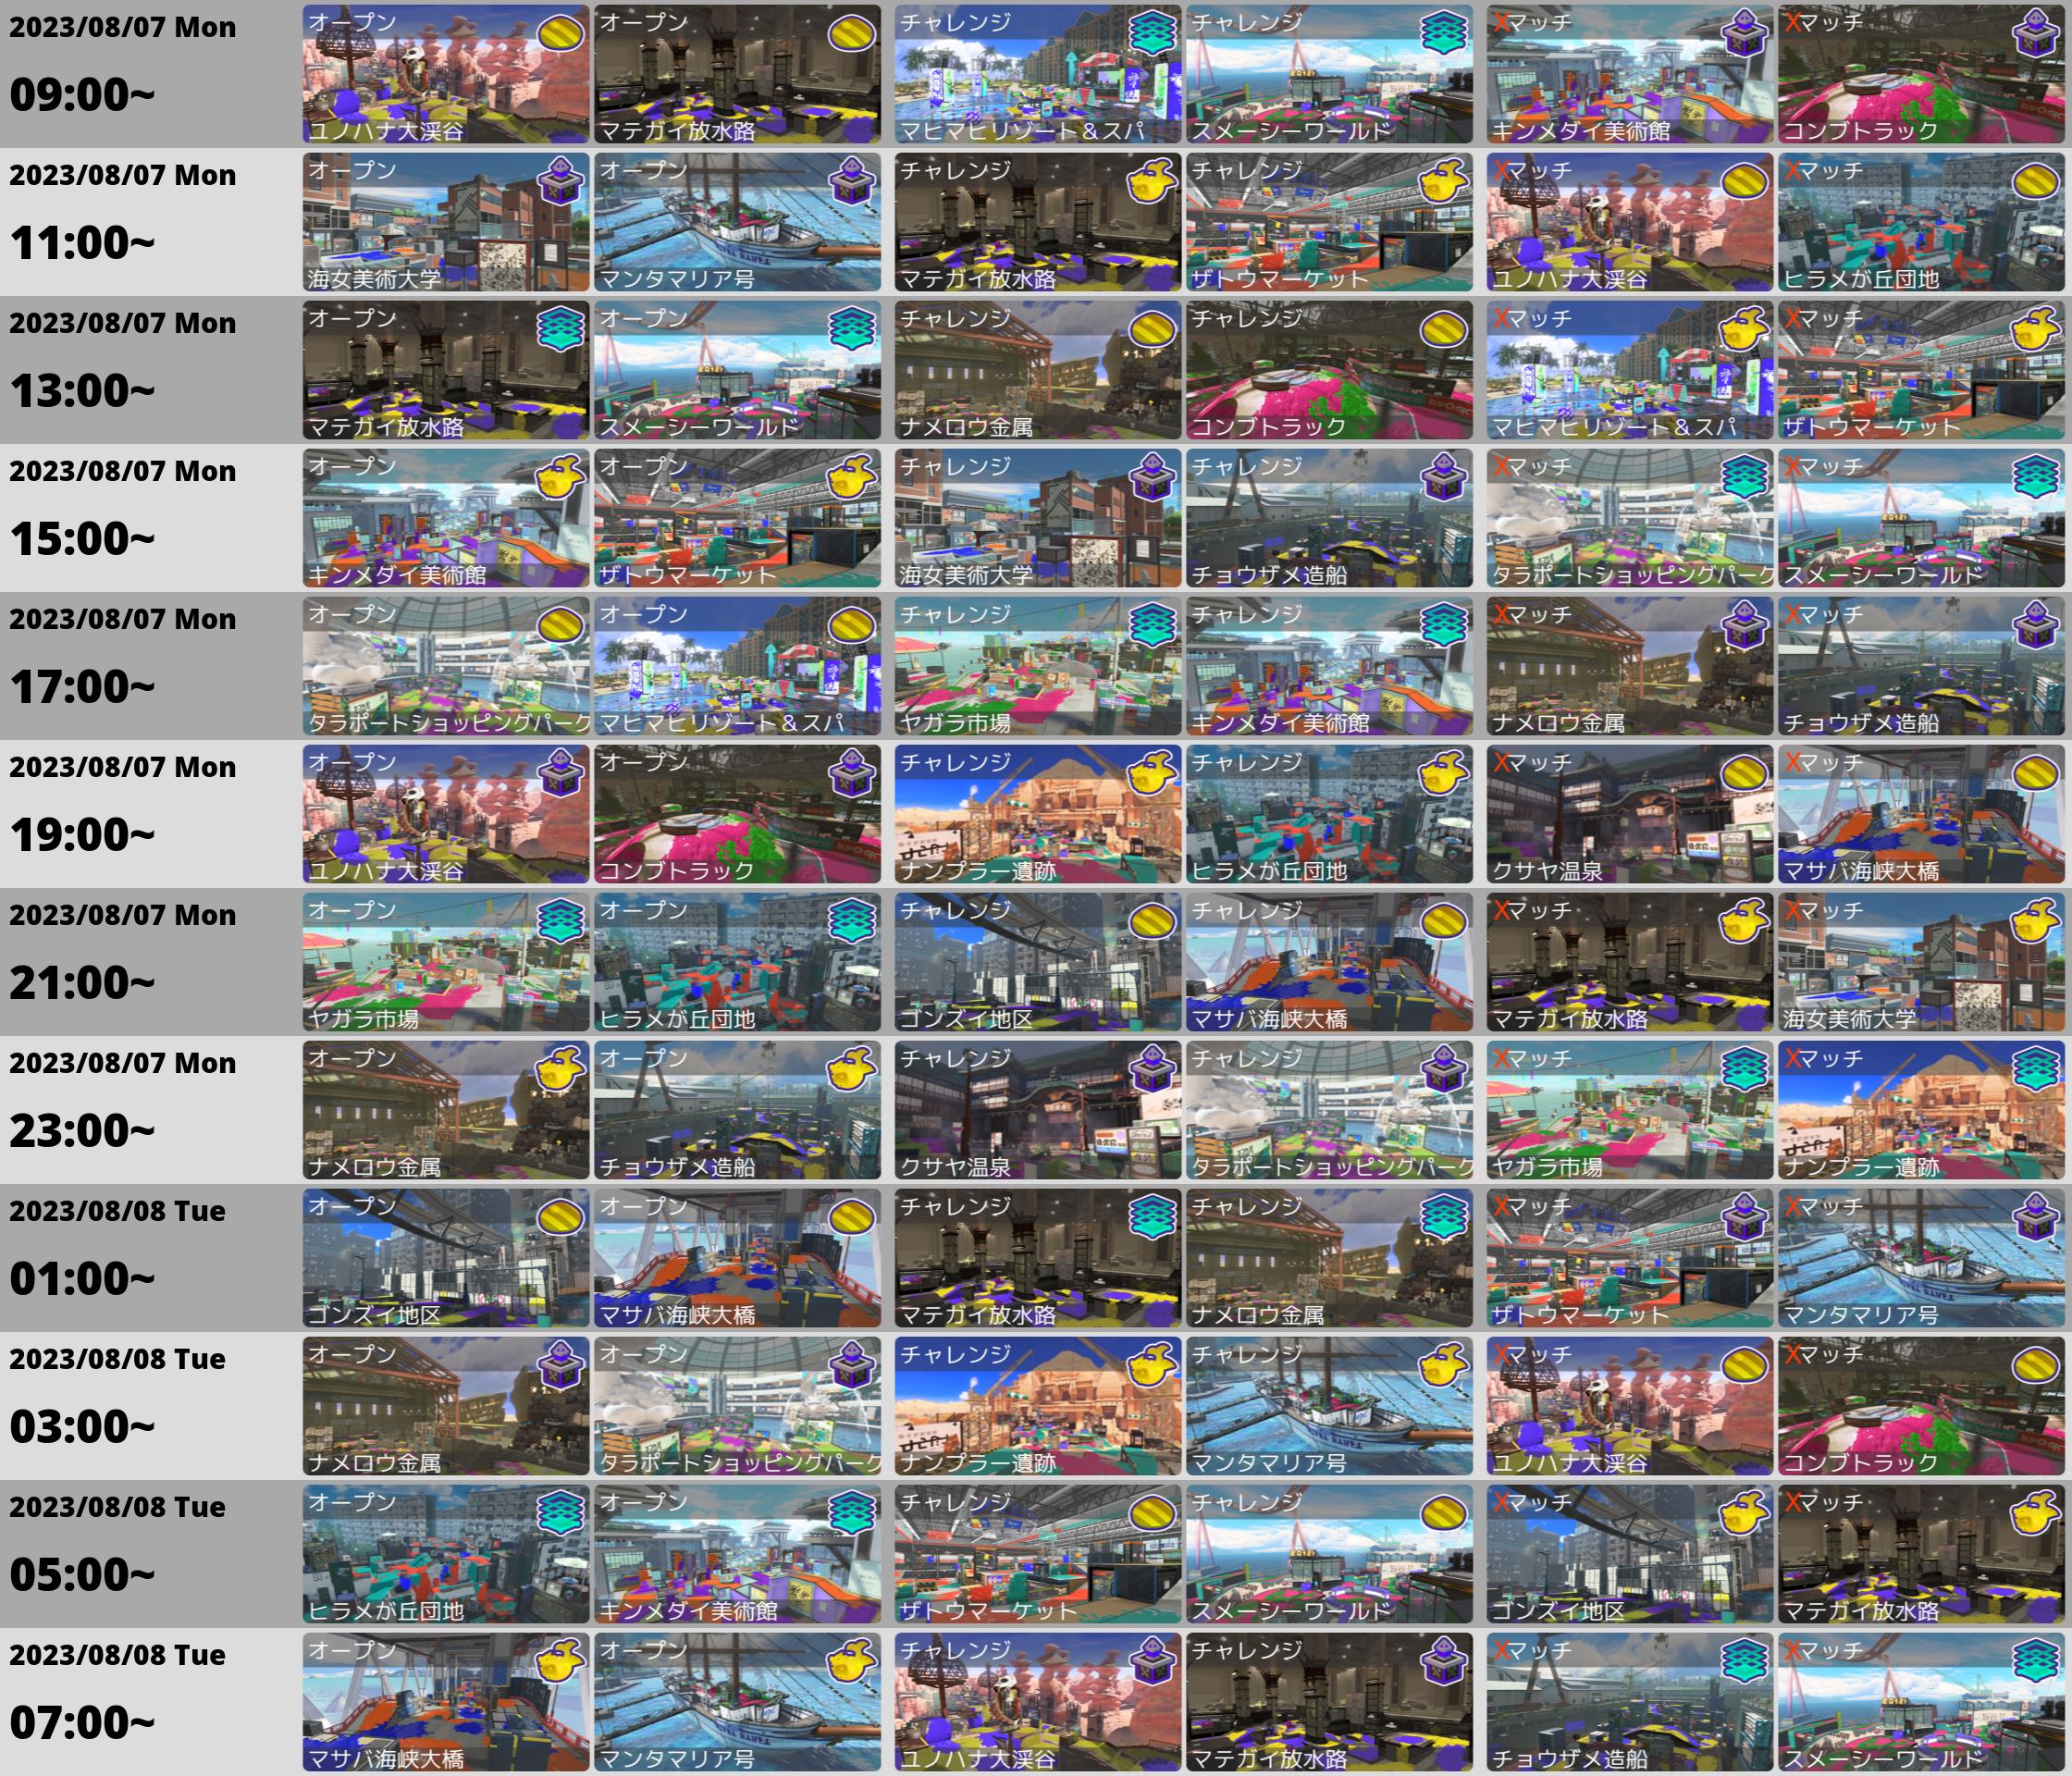 2023/08/07 Mon
09:00~
オープン
ユノハナ大渓谷
オープン
マテガイ放水路
チャレンジ
マヒマヒリゾート＆スパ
チャレンジ
スメーシーワールド
Xマッチ
キンメダイ美術館
Xマッチ
コンブトラック
2023/08/07 Mon
11:00~
オープン
海女美術大学
オープン
マンタマリア号
チャレンジ
マテガイ放水路
チャレンジ
ザトウマーケット
Xマッチ
ユノハナ大渓谷
Xマッチ
ヒラメが丘団地
2023/08/07 Mon
13:00~
オープン
マテガイ放水路
オープン
スメーシーワールド
チャレンジ
ナメロウ金属
チャレンジ
コンブトラック
Xマッチ
マヒマヒリゾート＆スパ
Xマッチ
ザトウマーケット
2023/08/07 Mon
15:00~
オープン
キンメダイ美術館
オープン
ザトウマーケット
チャレンジ
海女美術大学
チャレンジ
チョウザメ造船
Xマッチ
タラポートショッピングパーク
Xマッチ
スメーシーワールド
2023/08/07 Mon
17:00~
オープン
タラポートショッピングパーク
オープン
マヒマヒリゾート＆スパ
チャレンジ
ヤガラ市場
チャレンジ
キンメダイ美術館
Xマッチ
ナメロウ金属
Xマッチ
チョウザメ造船
2023/08/07 Mon
19:00~
オープン
ユノハナ大渓谷
オープン
コンブトラック
チャレンジ
ナンプラー遺跡
チャレンジ
ヒラメが丘団地
Xマッチ
クサヤ温泉
Xマッチ
マサバ海峡大橋
2023/08/07 Mon
21:00~
オープン
ヤガラ市場
オープン
ヒラメが丘団地
チャレンジ
ゴンズイ地区
チャレンジ
マサバ海峡大橋
Xマッチ
マテガイ放水路
Xマッチ
海女美術大学
2023/08/07 Mon
23:00~
オープン
ナメロウ金属
オープン
チョウザメ造船
チャレンジ
クサヤ温泉
チャレンジ
タラポートショッピングパーク
Xマッチ
ヤガラ市場
Xマッチ
ナンプラー遺跡
2023/08/08 Tue
01:00~
オープン
ゴンズイ地区
オープン
マサバ海峡大橋
チャレンジ
マテガイ放水路
チャレンジ
ナメロウ金属
Xマッチ
ザトウマーケット
Xマッチ
マンタマリア号
2023/08/08 Tue
03:00~
オープン
ナメロウ金属
オープン
タラポートショッピングパーク
チャレンジ
ナンプラー遺跡
チャレンジ
マンタマリア号
Xマッチ
ユノハナ大渓谷
Xマッチ
コンブトラック
2023/08/08 Tue
05:00~
オープン
ヒラメが丘団地
オープン
キンメダイ美術館
チャレンジ
ザトウマーケット
チャレンジ
スメーシーワールド
Xマッチ
ゴンズイ地区
Xマッチ
マテガイ放水路
2023/08/08 Tue
07:00~
オープン
マサバ海峡大橋
オープン
マンタマリア号
チャレンジ
ユノハナ大渓谷
チャレンジ
マテガイ放水路
Xマッチ
チョウザメ造船
Xマッチ
スメーシーワールド